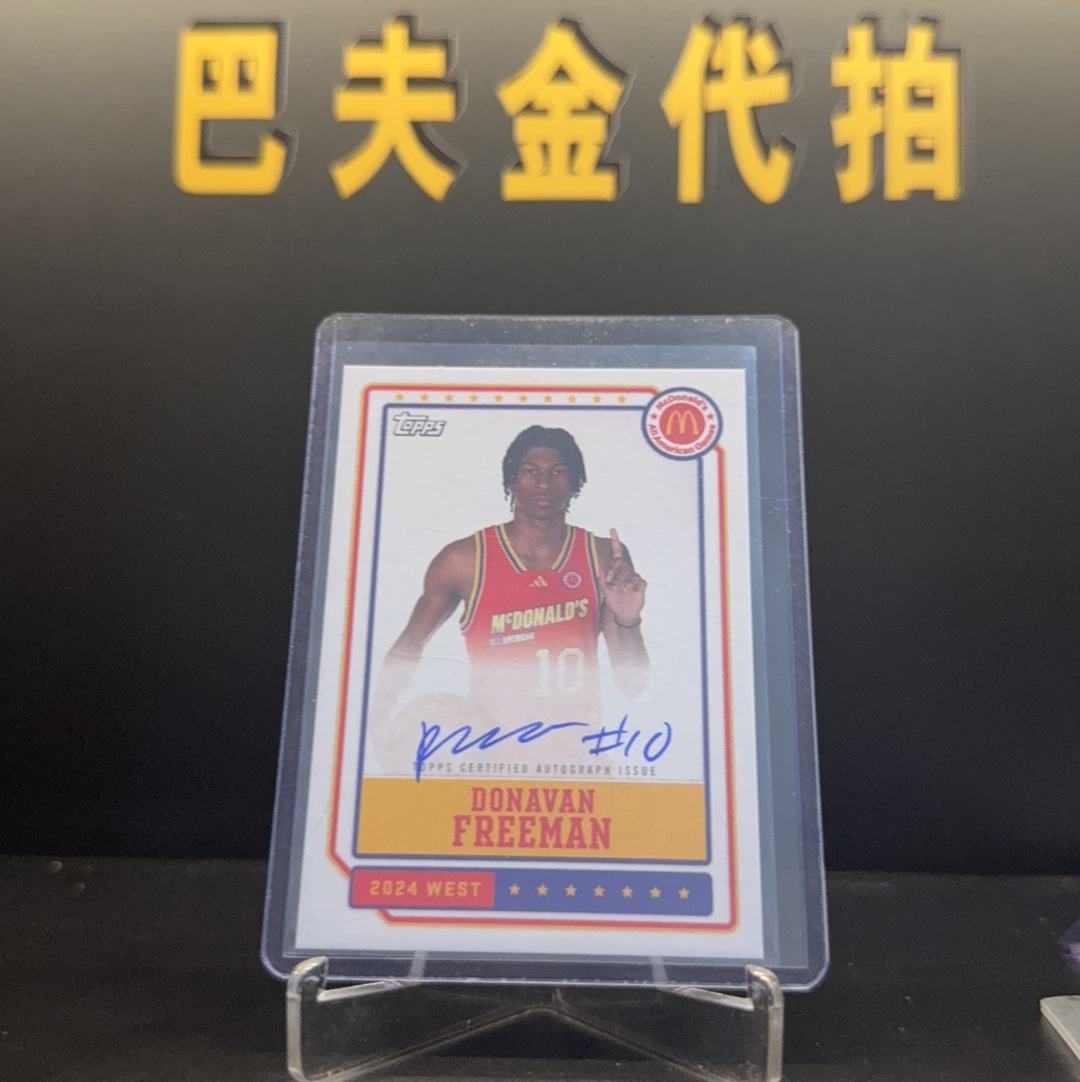 巴夫金代拍
Topps
McDonald's
All American Games
McDONALD'S
ALL AMERICAN
10
#10
TOPPS CERTIFIED AUTOGRAPH ISSUE
DONAVAN
FREEMAN
2024 WEST